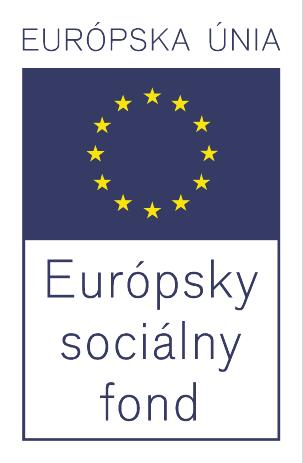 EURÓPSKA ÚNIA
Európsky
sociálny
fond